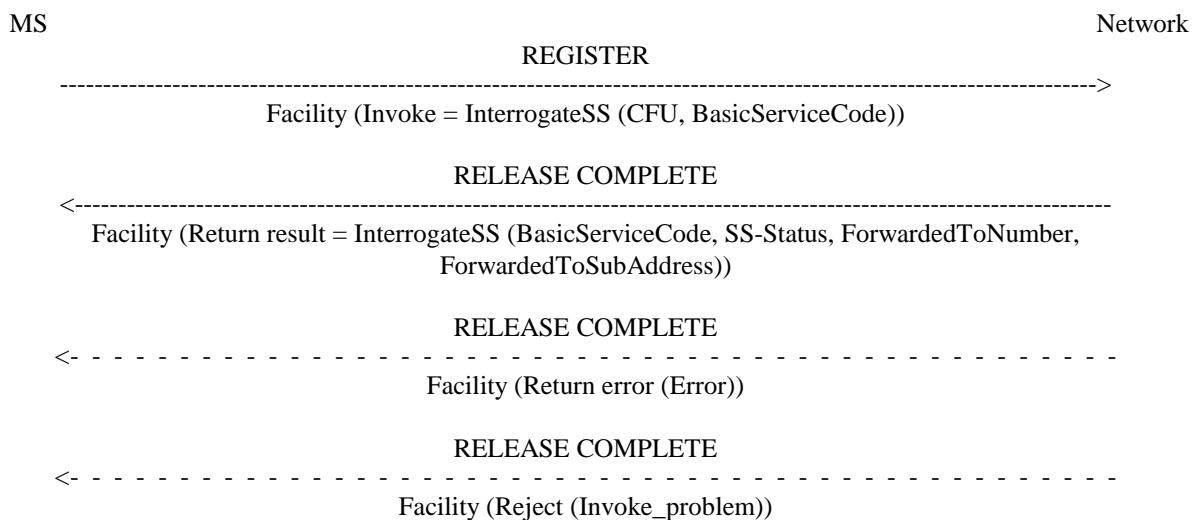 MS Network
REGISTER
Facility (Invoke = InterrogateSS (CFU, BasicServiceCode))
RELEASE COMPLETE
Facility (Return result = InterrogateSS (BasicServiceCode, SS-Status, ForwardedToNumber,
ForwardedToSubAddress))
RELEASE COMPLETE
Facility (Return error (Error))
RELEASE COMPLETE
Facility (Reject (Invoke_problem))